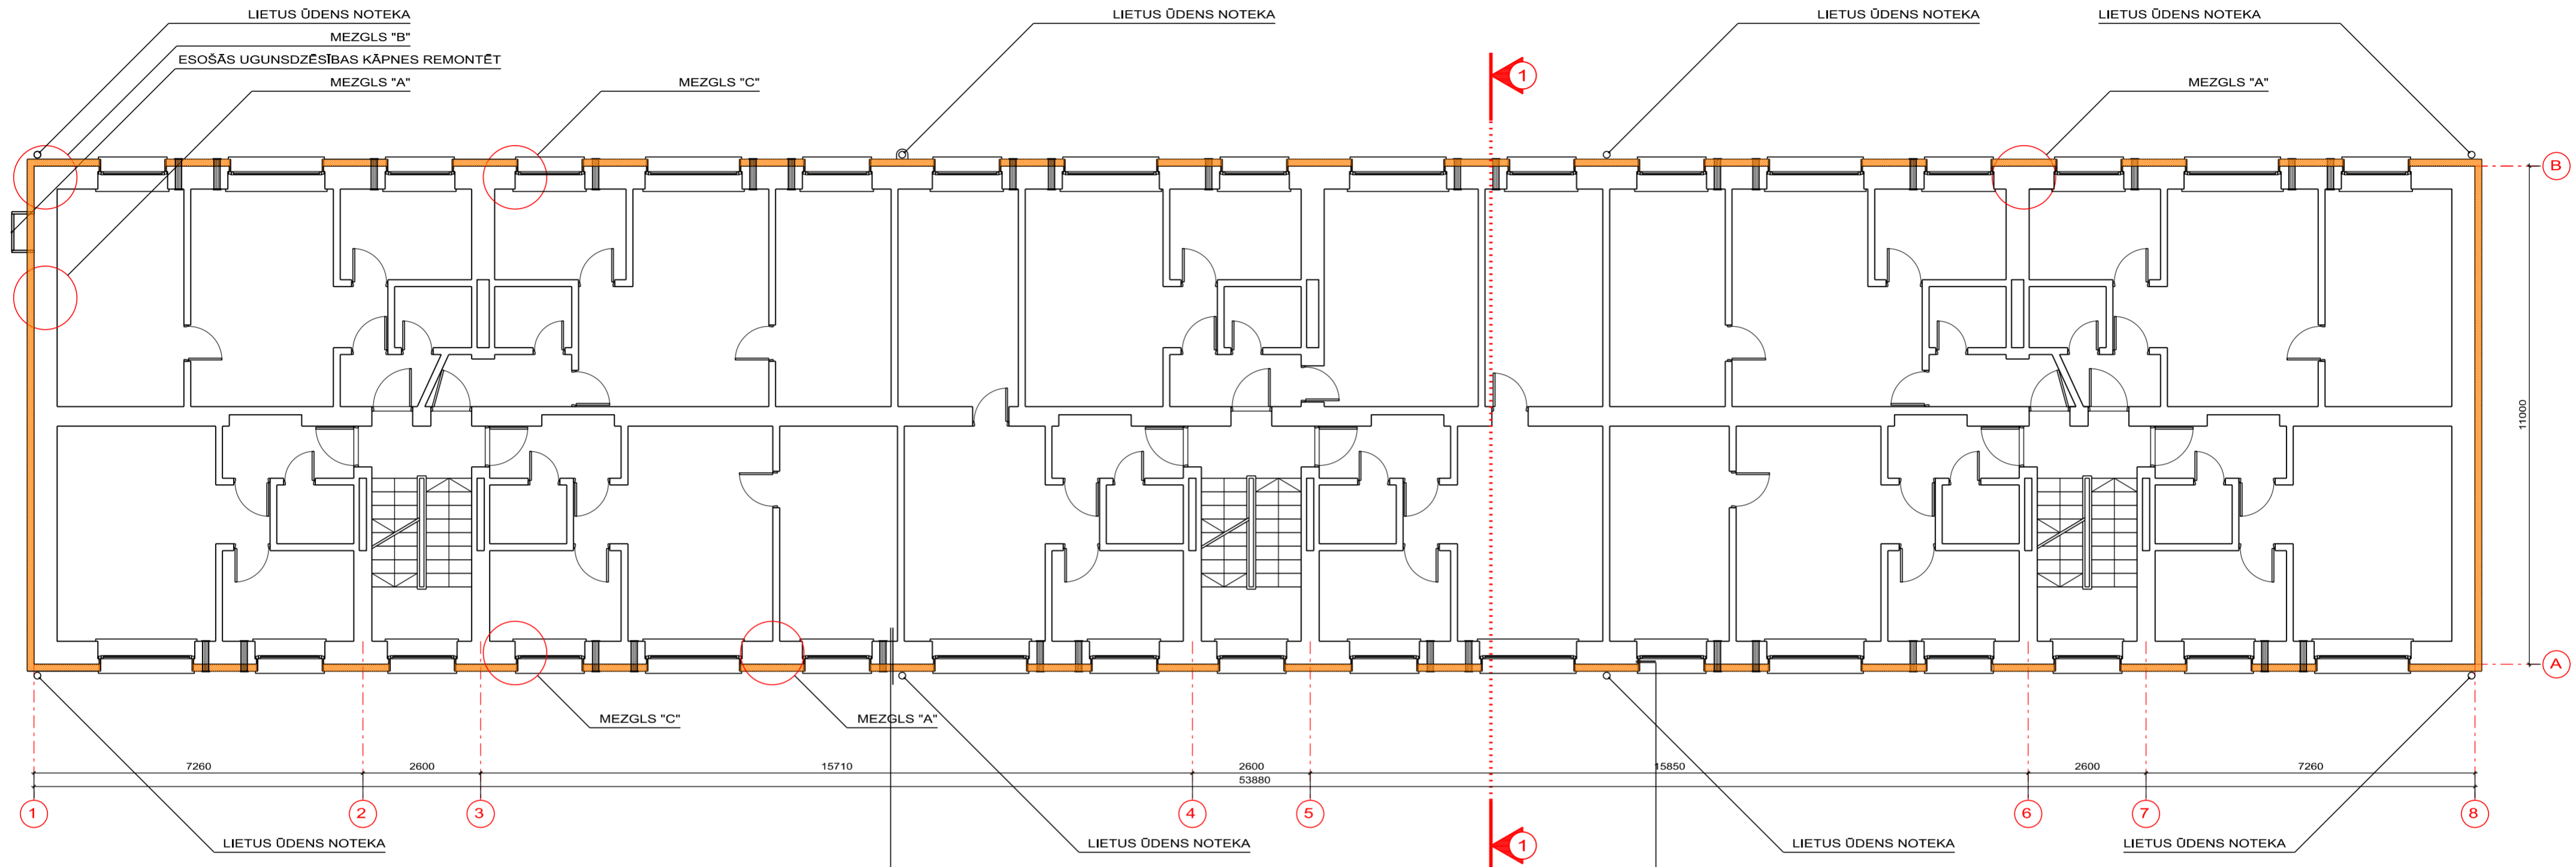 LIETUS ŪDENS NOTEKA
LIETUS ŪDENS NOTEKA
LIETUS ŪDENS NOTEKA
LIETUS ŪDENS NOTEKA
MEZGLS "B"
ESOŠĀS UGUNSDZĒSĪBAS KĀPNES REMONTĒT
MEZGLS "A"
MEZGLS "C"
MEZGLS "A"
1
B
11000
A
MEZGLS "C"
MEZGLS "A"
7260
2600
15710
2600
15850
2600
7260
53880
1
2
3
4
5
6
7
8
LIETUS ŪDENS NOTEKA
LIETUS ŪDENS NOTEKA
1
LIETUS ŪDENS NOTEKA
LIETUS ŪDENS NOTEKA